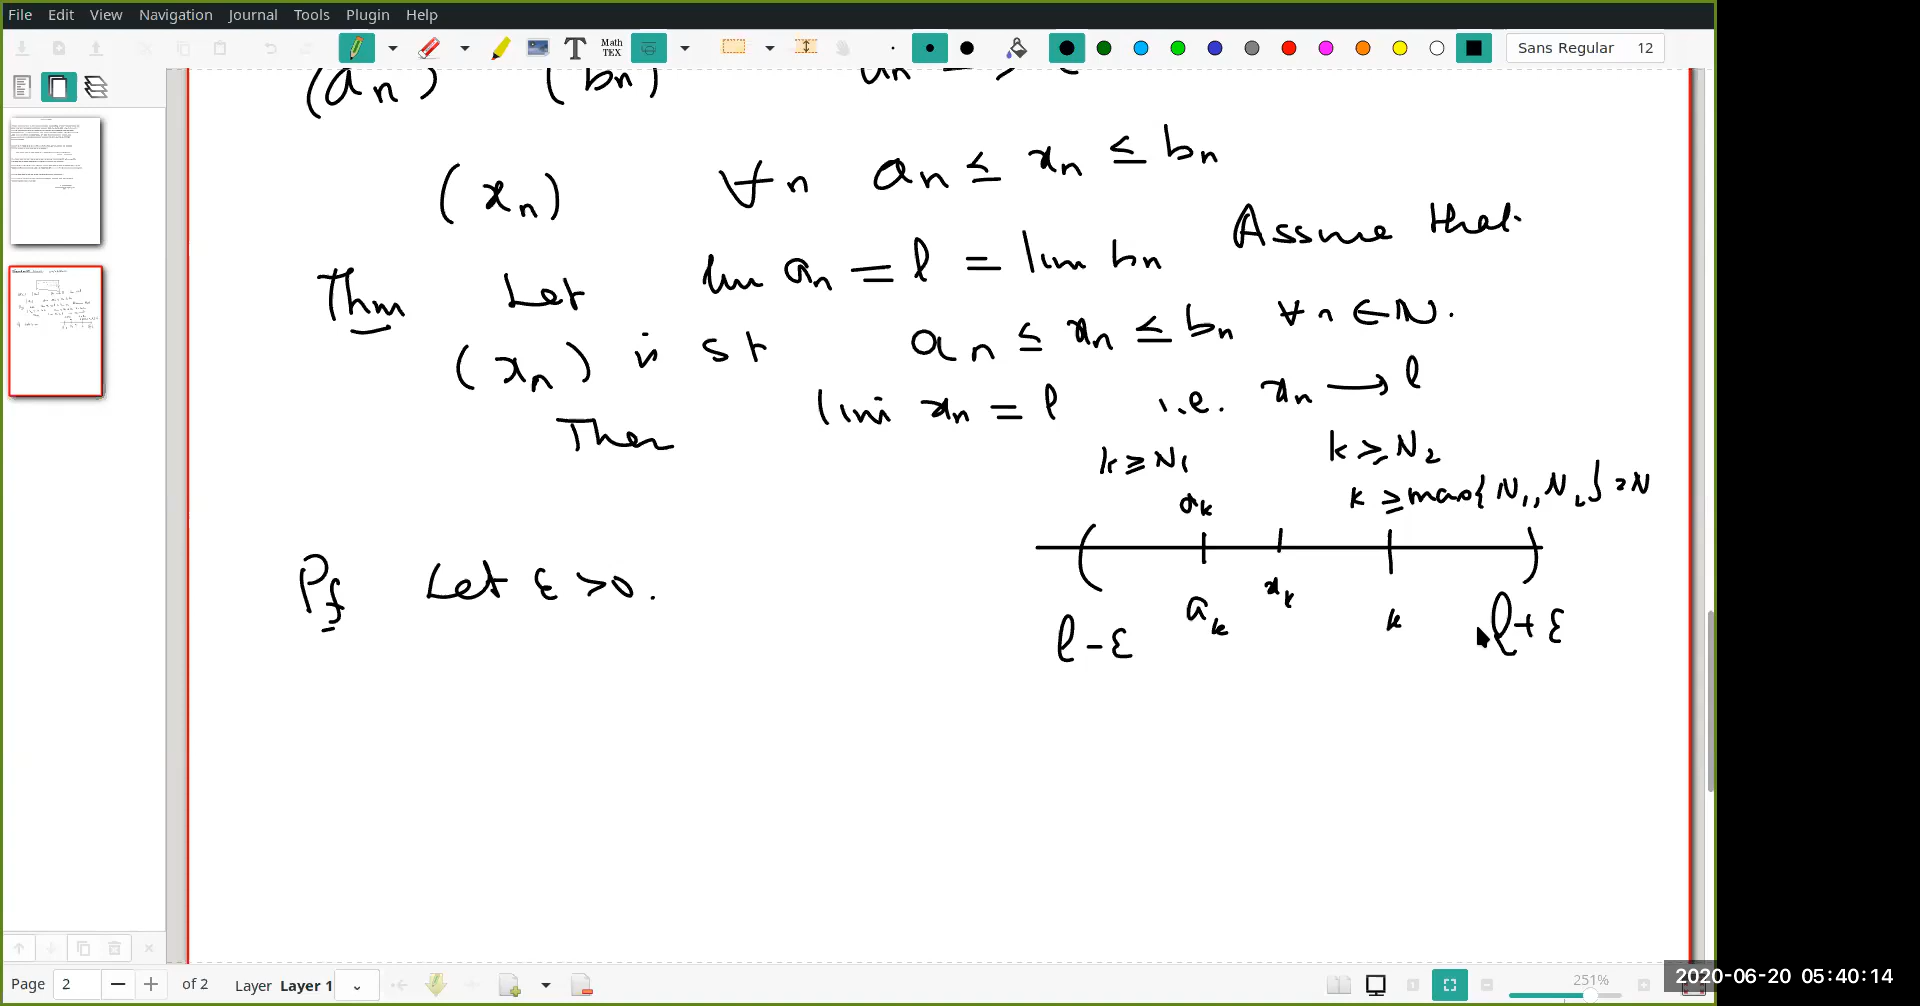 File Edit View Navigation Journal Tools Plugin Help
Math TEX
Sans Regular 12
(an) (bn)
(xn) ∀n an ≤ xn ≤ bn
Thm Let lim an = l = lim bn Assume that
(xn) is st an ≤ xn ≤ bn ∀n ∈ N.
Then lim xn = l i.e. xn → l
k ≥ N1 k ≥ N2
ak k ≥ max{N1, N2} = N
Pf Let ε > 0.
l - ε ak xk k l + ε
Page 2 of 2 Layer Layer 1 251%
2020-06-20 05:40:14